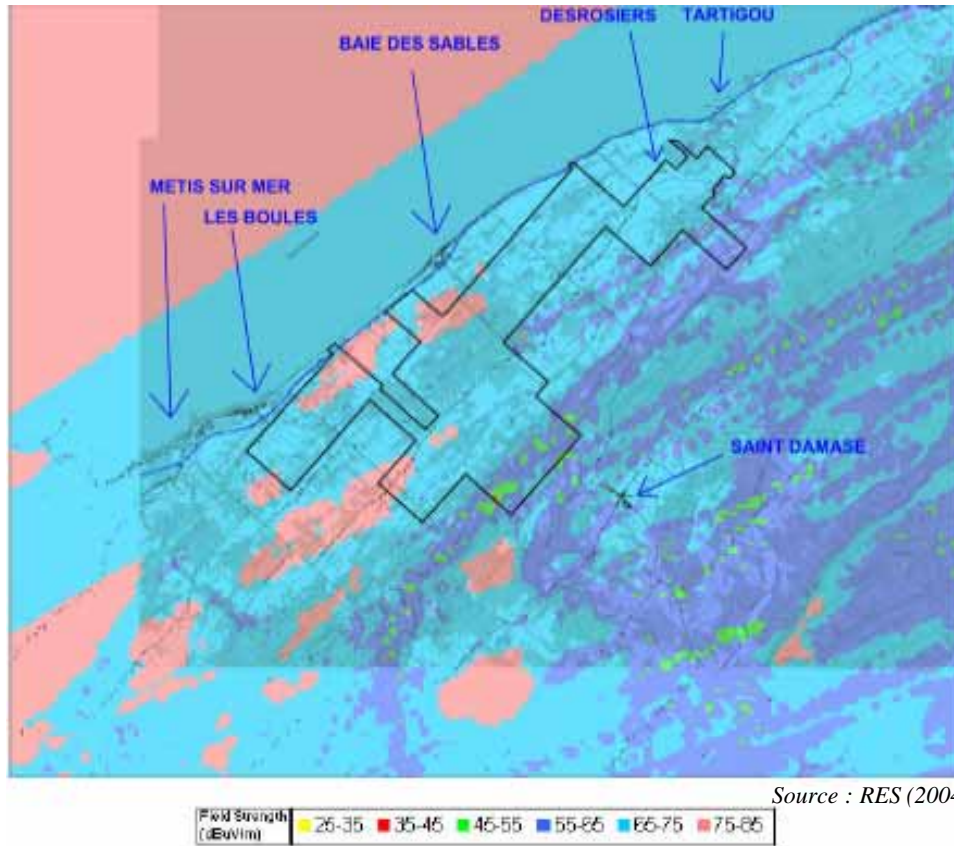 DESROSIERS TARTIGOU
BAIE DES SABLES
METIS SUR MER
LES BOULES
SAINT DAMASE
Source : RES (2004
Field Strength 25-35 35-45 45-55 55-65 65-75 75-85
(dBuV/m)